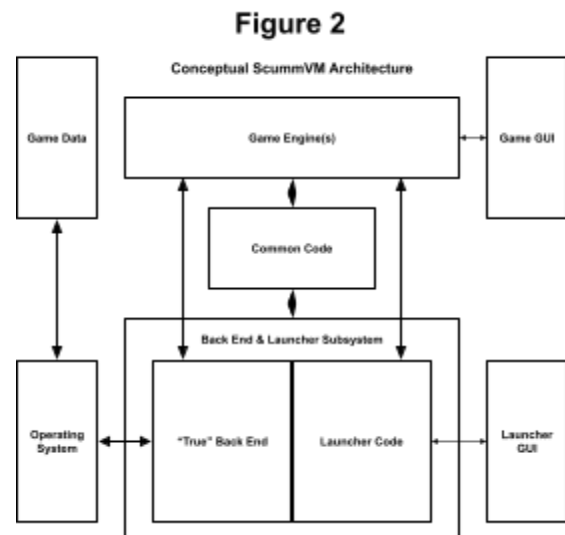 Figure 2
Conceptual ScummVM Architecture
Game Data
Game Engine(s)
Game GUI
Common Code
Back End & Launcher Subsystem
Operating
System
“True” Back End
Launcher Code
Launcher
GUI